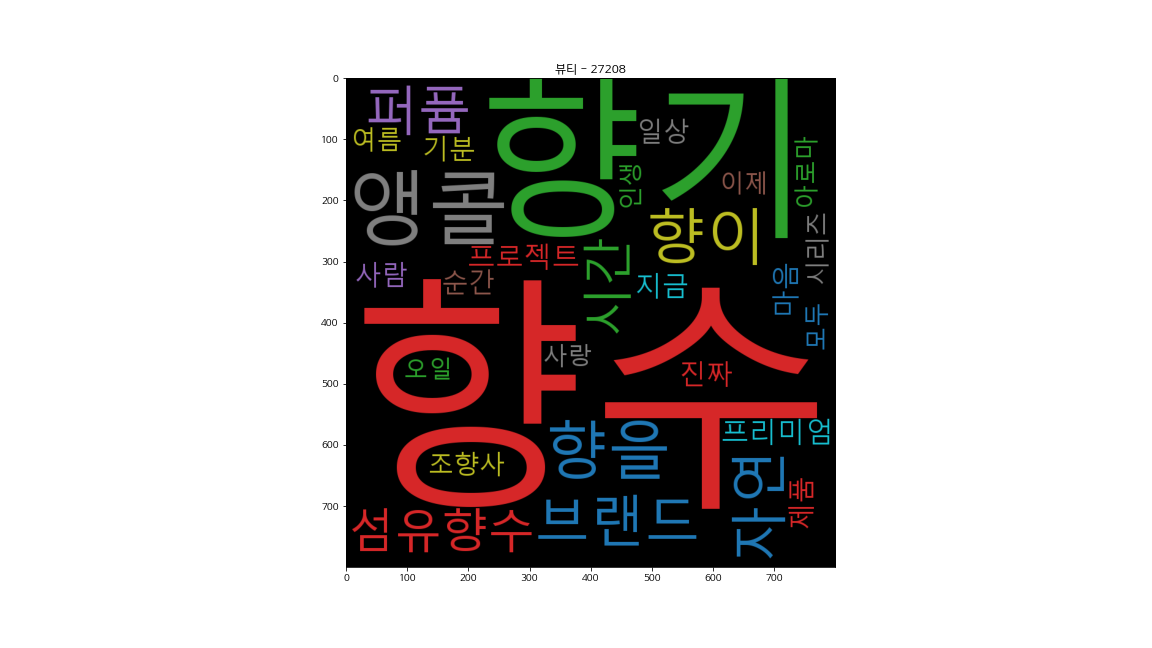 뷰티 - 27208
0
100
200
300
400
500
600
700
퍼퓸
향기
여름
기분
일상
인생
이제
아로마
앵콜
향이
시리즈
프로젝트
시간
사람
순간
지금
마음
모두
향수
오일
사랑
진짜
조향사
향을
프리미엄
자연
제품
섬유향수
브랜드
0 100 200 300 400 500 600 700